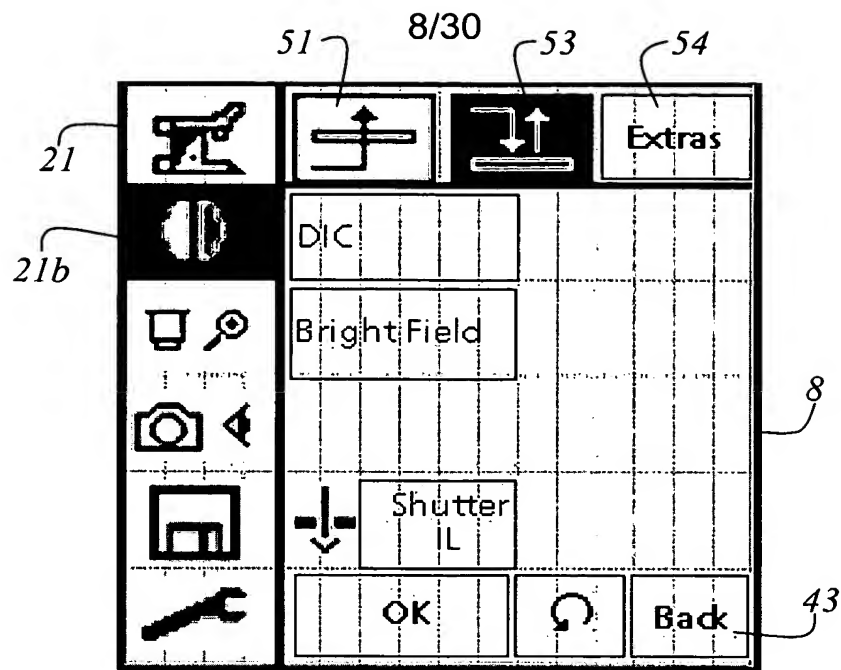 8/30
51
53
54
21
Extras
21b
DIC
Bright Field
8
Shutter
IL
OK
Back
43